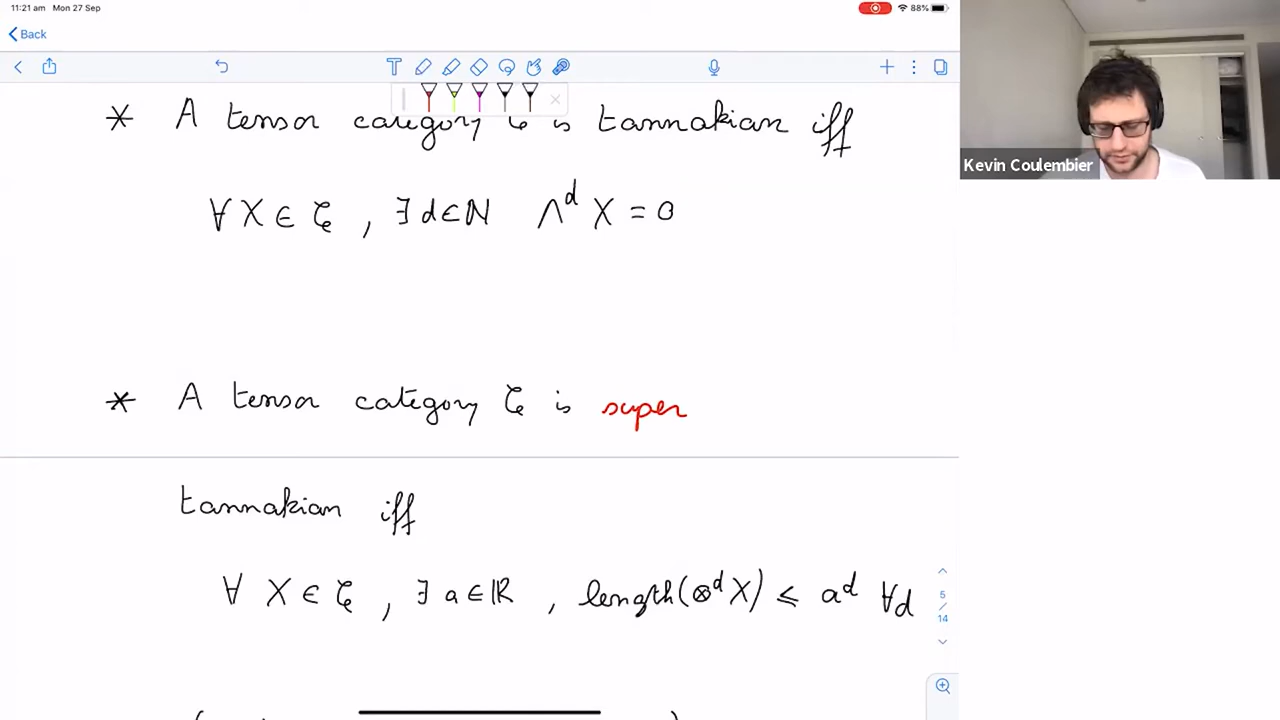 11:21 am Mon 27 Sep
88%
Back
* A tensor category 𝒞 is tannakian iff
∀ X ∈ 𝒞 , ∃ d ∈ ℕ Λ^d X = 0
Kevin Coulembier
* A tensor category 𝒞 is super
tannakian iff
∀ X ∈ 𝒞 , ∃ a ∈ ℝ , length(⊗^d X) ≤ a^d ∀d
5
/
14